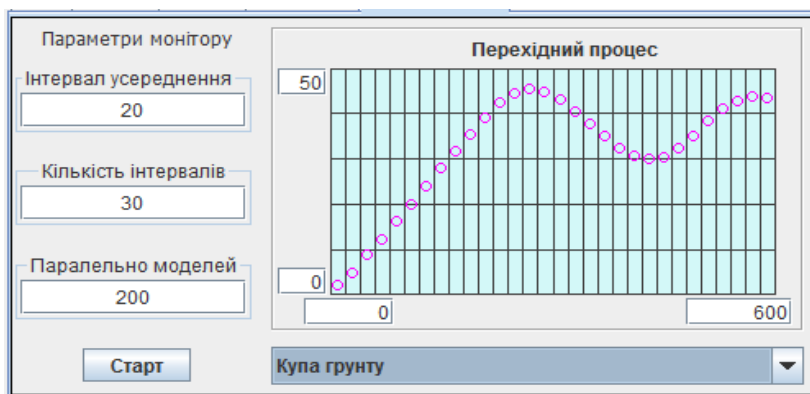 Параметри монітору
Інтервал усереднення
20
Кількість інтервалів
30
Паралельно моделей
200
Старт
Перехідний процес
50
0
0
600
Купа грунту